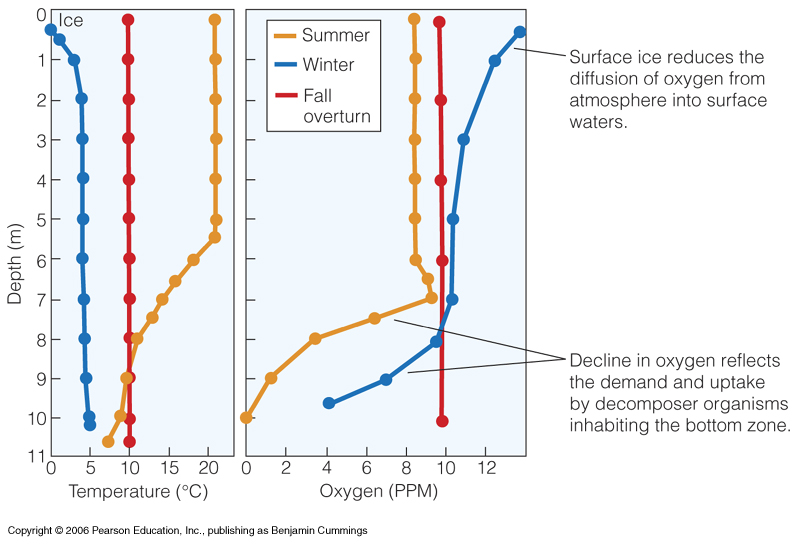 0
1
2
3
4
5
6
7
8
9
10
11
Depth (m)
Ice
0 5 10 15 20
Temperature (°C)
Summer
Winter
Fall
overturn
0 2 4 6 8 10 12
Oxygen (PPM)
Surface ice reduces the
diffusion of oxygen from
atmosphere into surface
waters.
Decline in oxygen reflects
the demand and uptake
by decomposer organisms
inhabiting the bottom zone.
Copyright © 2006 Pearson Education, Inc., publishing as Benjamin Cummings